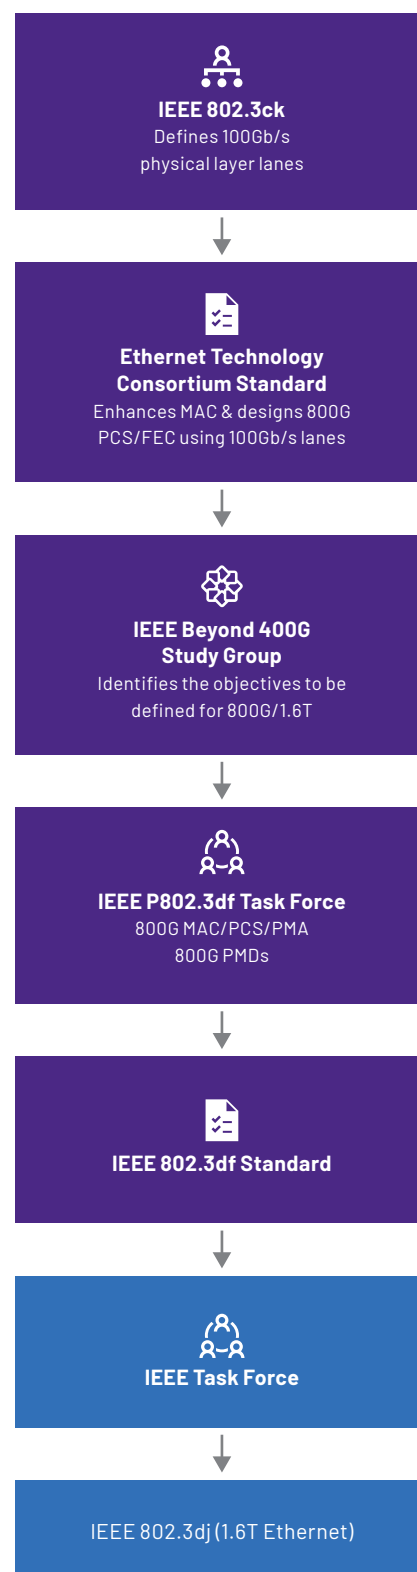 IEEE 802.3ck
Defines 100Gb/s
physical layer lanes
Ethernet Technology
Consortium Standard
Enhances MAC & designs 800G
PCS/FEC using 100Gb/s lanes
IEEE Beyond 400G
Study Group
Identifies the objectives to be
defined for 800G/1.6T
IEEE P802.3df Task Force
800G MAC/PCS/PMA
800G PMDs
IEEE 802.3df Standard
IEEE Task Force
IEEE 802.3dj (1.6T Ethernet)